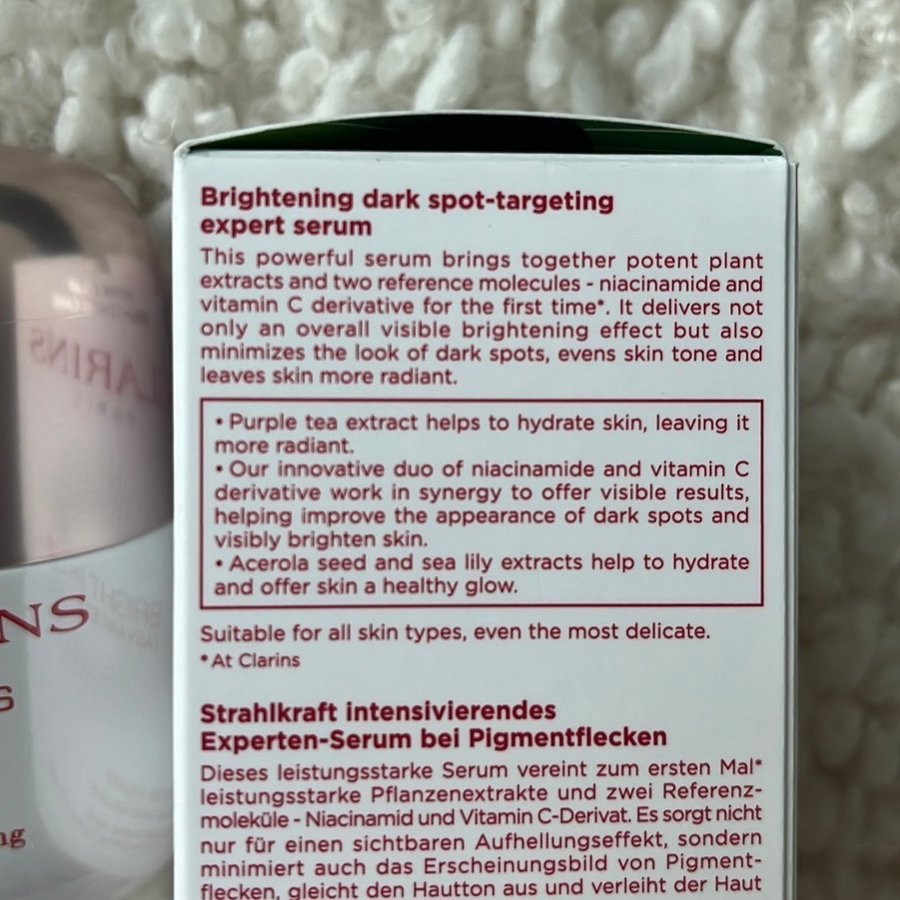 Brightening dark spot-targeting
expert serum
This powerful serum brings together potent plant
extracts and two reference molecules - niacinamide and
vitamin C derivative for the first time*. It delivers not
only an overall visible brightening effect but also
minimizes the look of dark spots, evens skin tone and
leaves skin more radiant.
• Purple tea extract helps to hydrate skin, leaving it
more radiant.
• Our innovative duo of niacinamide and vitamin C
derivative work in synergy to offer visible results,
helping improve the appearance of dark spots and
visibly brighten skin.
• Acerola seed and sea lily extracts help to hydrate
and offer skin a healthy glow.
Suitable for all skin types, even the most delicate.
*At Clarins
Strahlkraft intensivierendes
Experten-Serum bei Pigmentflecken
Dieses leistungsstarke Serum vereint zum ersten Mal*
leistungsstarke Pflanzenextrakte und zwei Referenz-
moleküle - Niacinamid und Vitamin C-Derivat. Es sorgt nicht
nur für einen sichtbaren Aufhellungseffekt, sondern
minimiert auch das Erscheinungsbild von Pigment-
flecken, gleicht den Hautton aus und verleiht der Haut
CLARINS
NS
S
ng